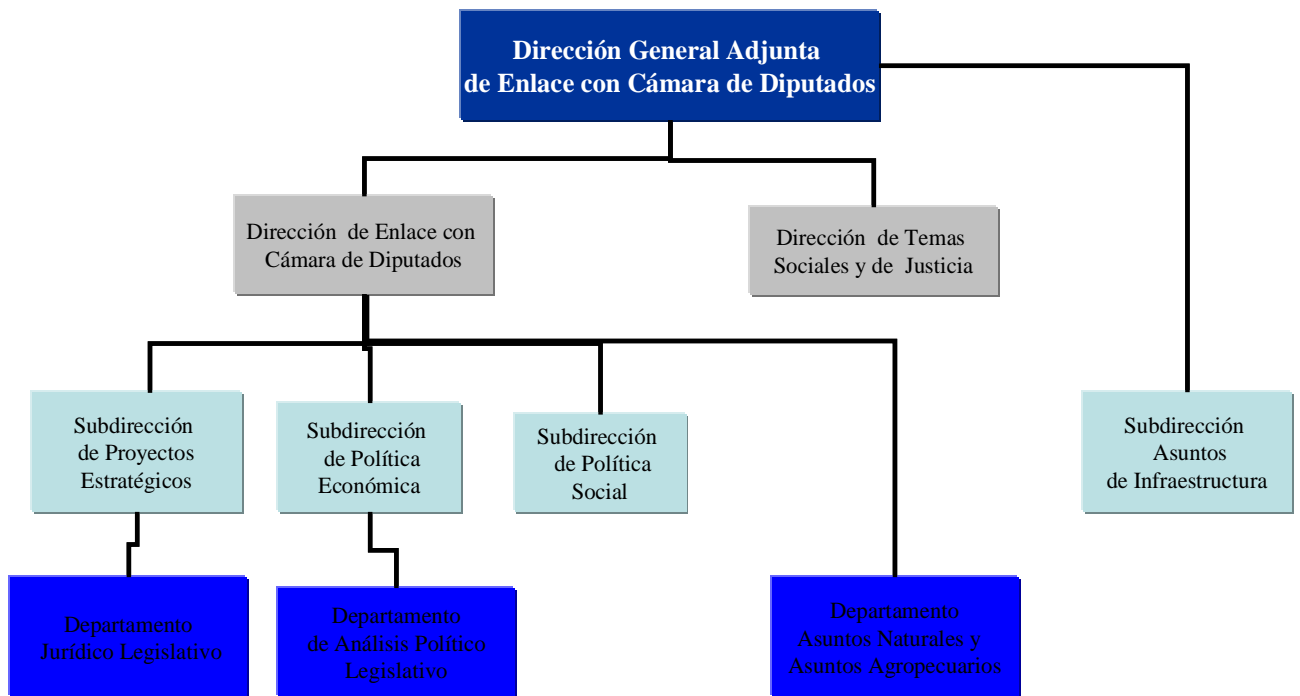 Dirección General Adjunta
de Enlace con Cámara de Diputados
Dirección de Enlace con
Cámara de Diputados
Dirección de Temas
Sociales y de Justicia
Subdirección
de Proyectos
Estratégicos
Subdirección
de Política
Económica
Subdirección
de Política
Social
Subdirección
Asuntos
de Infraestructura
Departamento
Jurídico Legislativo
Departamento
de Análisis Político
Legislativo
Departamento
Asuntos Naturales y
Asuntos Agropecuarios